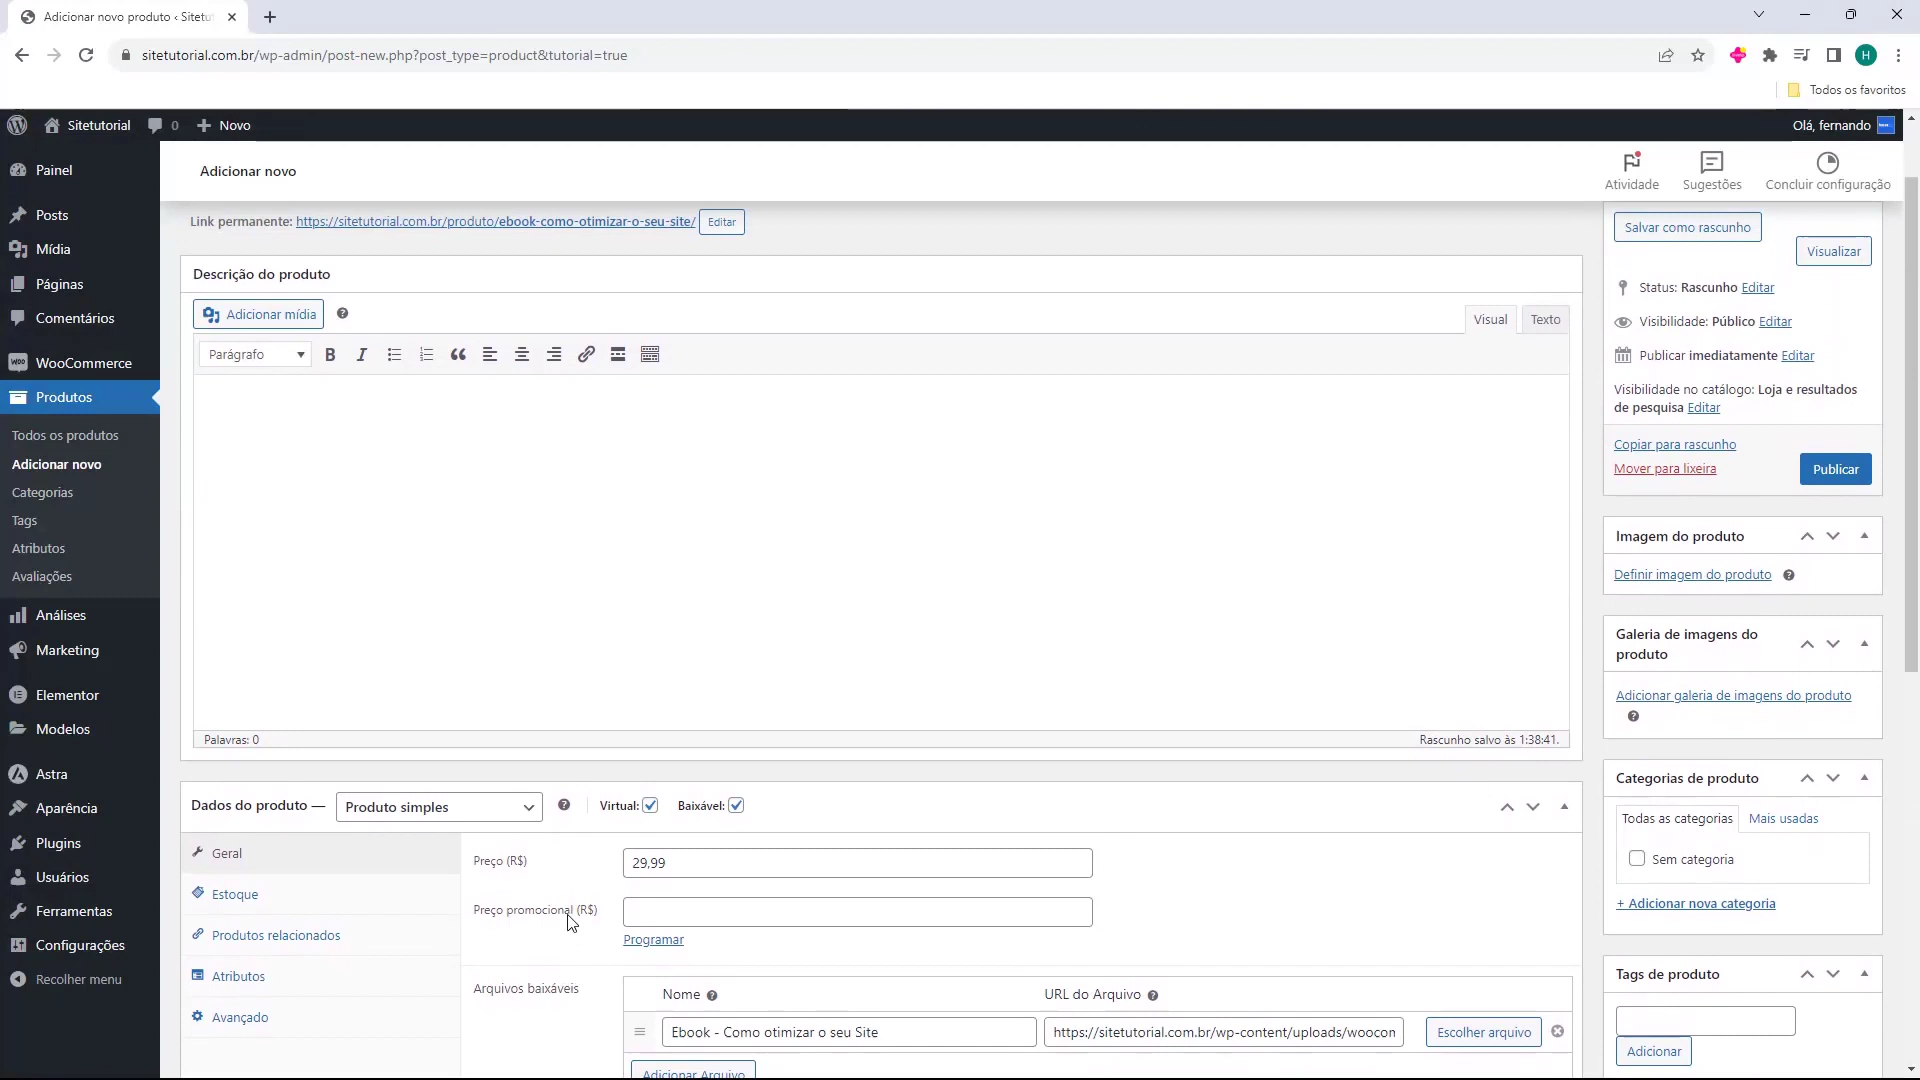 Adicionar novo produto ‹ Sitetu
sitetutorial.com.br/wp-admin/post-new.php?post_type=product&tutorial=true
H
Todos os favoritos
Sitetutorial
0
Novo
Olá, fernando
Painel
Posts
Mídia
Páginas
Comentários
WooCommerce
Produtos
Todos os produtos
Adicionar novo
Categorias
Tags
Atributos
Avaliações
Análises
Marketing
Elementor
Modelos
Astra
Aparência
Plugins
Usuários
Ferramentas
Configurações
Recolher menu
Adicionar novo
Atividade
Sugestões
Concluir configuração
Link permanente: https://sitetutorial.com.br/produto/ebook-como-otimizar-o-seu-site/ Editar
Descrição do produto
Adicionar mídia
Visual
Texto
Parágrafo
Palavras: 0
Rascunho salvo às 1:38:41.
Dados do produto —
Produto simples
Virtual:
Baixável:
Geral
Estoque
Produtos relacionados
Atributos
Avançado
Preço (R$)
29,99
Preço promocional (R$)
Programar
Arquivos baixáveis
Nome
URL do Arquivo
Ebook - Como otimizar o seu Site
https://sitetutorial.com.br/wp-content/uploads/woocon
Escolher arquivo
Adicionar Arquivo
Salvar como rascunho
Visualizar
Status: Rascunho Editar
Visibilidade: Público Editar
Publicar imediatamente Editar
Visibilidade no catálogo: Loja e resultados
de pesquisa Editar
Copiar para rascunho
Mover para lixeira
Publicar
Imagem do produto
Definir imagem do produto
Galeria de imagens do
produto
Adicionar galeria de imagens do produto
Categorias de produto
Todas as categorias
Mais usadas
Sem categoria
+ Adicionar nova categoria
Tags de produto
Adicionar